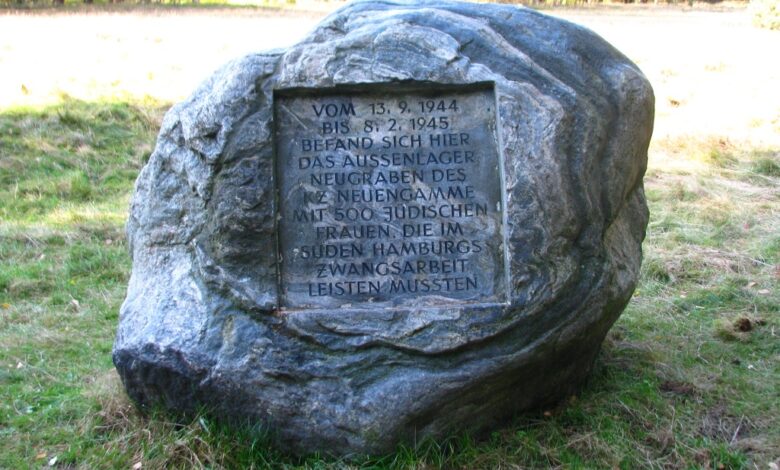 VOM 13. 9. 1944
BIS 8. 2. 1945
BEFAND SICH HIER
DAS AUSSENLAGER
NEUGRABEN DES
KZ NEUENGAMME
MIT 500 JÜDISCHEN
FRAUEN, DIE IM
SÜDEN HAMBURGS
ZWANGSARBEIT
LEISTEN MUSSTEN